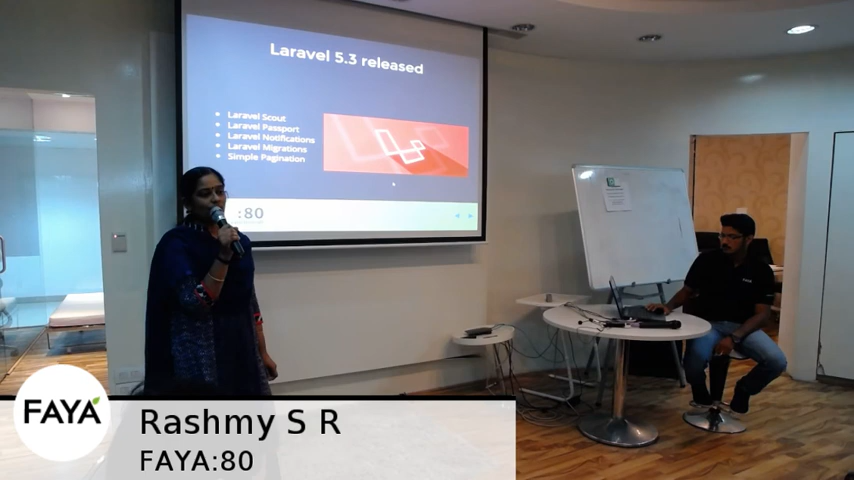 Laravel 5.3 released
Laravel Scout
Laravel Passport
Laravel Notifications
Laravel Migrations
Simple Pagination
:80
FAYA
Rashmy S R
FAYA:80